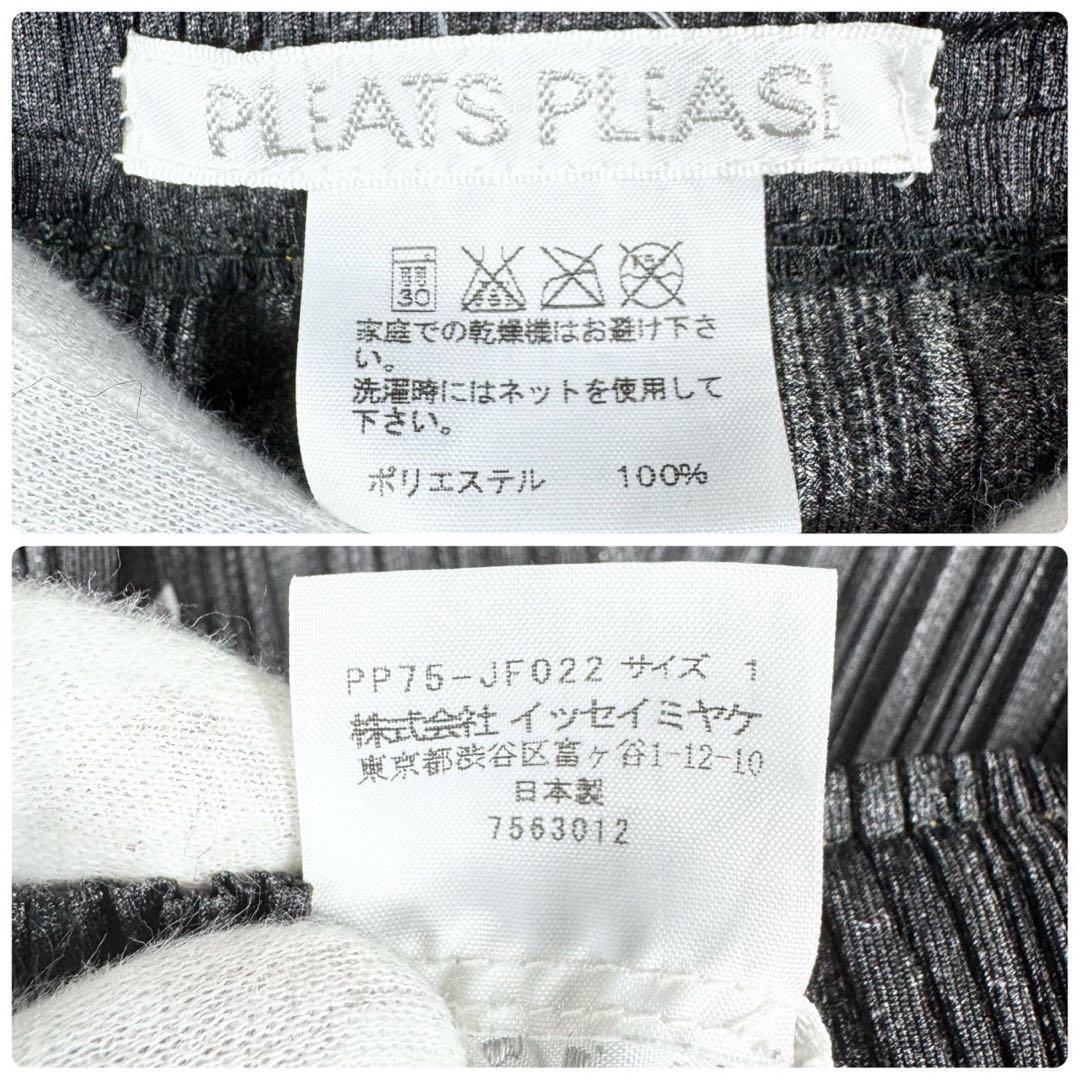 PLEATS PLEASE
30
家庭での乾燥機はお避け下さ
い。
洗濯時にはネットを使用して
下さい。
ポリエステル 100%
PP75-JF022 サイズ 1
株式会社 イッセイミヤケ
東京都渋谷区富ヶ谷1-12-10
日本製
7563012